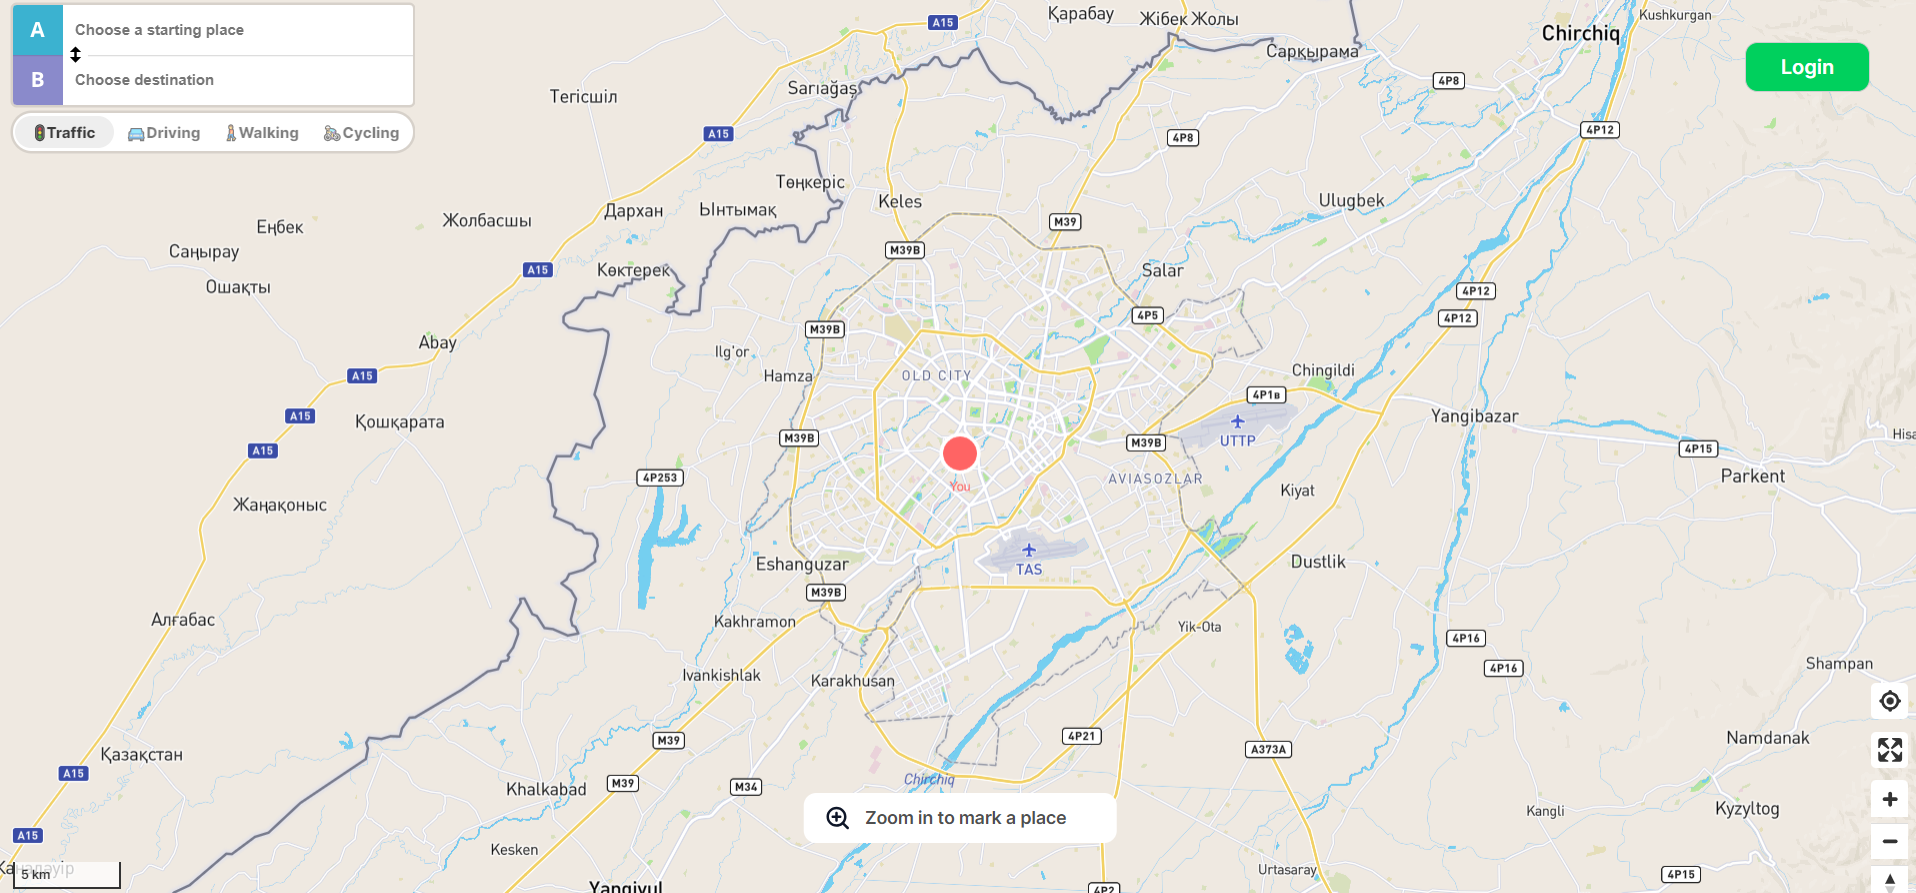 A
Choose a starting place
B
Choose destination
Traffic
Driving
Walking
Cycling
Login
A15
Қарабау
Жібек Жолы
Сарқырама
Chirchiq
Kushkurgan
Тегісшіл
Sarıağaş
4P8
A15
4P8
4P12
Төңкеріс
Дархан
Ынтымақ
Keles
Ulugbek
Жолбасшы
Еңбек
M39
Саңырау
M39B
Ошақты
A15
Көктерек
Salar
4P12
4P12
4P5
M39B
Abay
Ilg'or
Hamza
OLD CITY
Chingildi
A15
4P1в
A15
Қошқарата
Yangibazar
A15
M39B
UTTP
M39B
4P15
Hisa
Parkent
4P253
You
AVIASOZLAR
Kiyat
Жаңақоныс
Eshanguzar
TAS
Dustlik
M39B
Алғабас
Kakhramon
Yik-Ota
4P16
4P16
Shampan
Ivankishlak
Karakhusan
Қазақстан
M39
4P21
A373A
Namdanak
A15
Khalkabad
M39
M34
Chirchiq
Kangli
Kyzyltog
Zoom in to mark a place
A15
Kesken
5 km
Yangiyul
4P2
Urtasaray
4P15